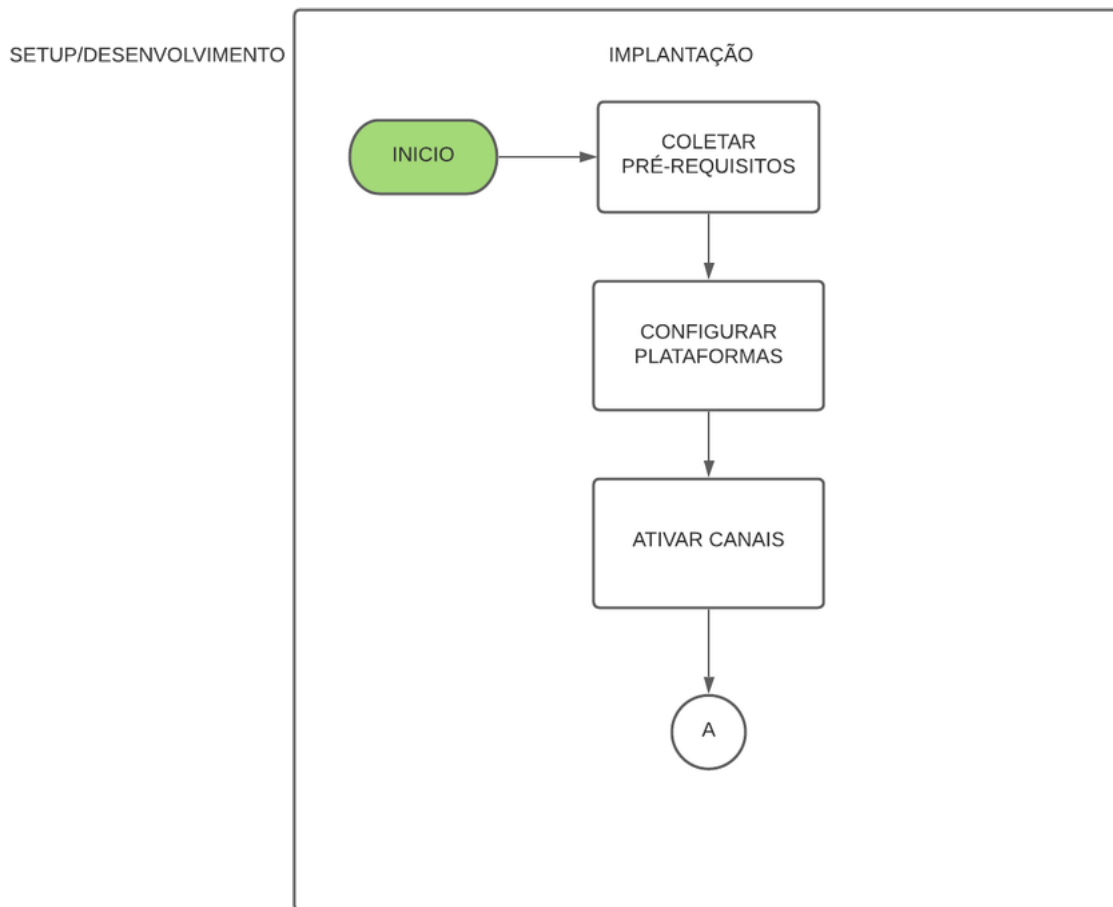 SETUP/DESENVOLVIMENTO
IMPLANTAÇÃO
INICIO
COLETAR
PRÉ-REQUISITOS
CONFIGURAR
PLATAFORMAS
ATIVAR CANAIS
A